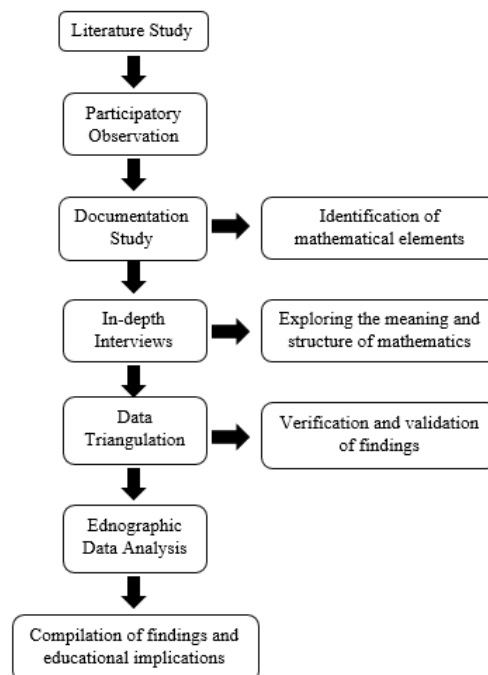 Literature Study
Participatory
Observation
Documentation
Study
Identification of
mathematical elements
In-depth
Interviews
Exploring the meaning and
structure of mathematics
Data
Triangulation
Verification and validation
of findings
Ednographic
Data Analysis
Compilation of findings and
educational implications